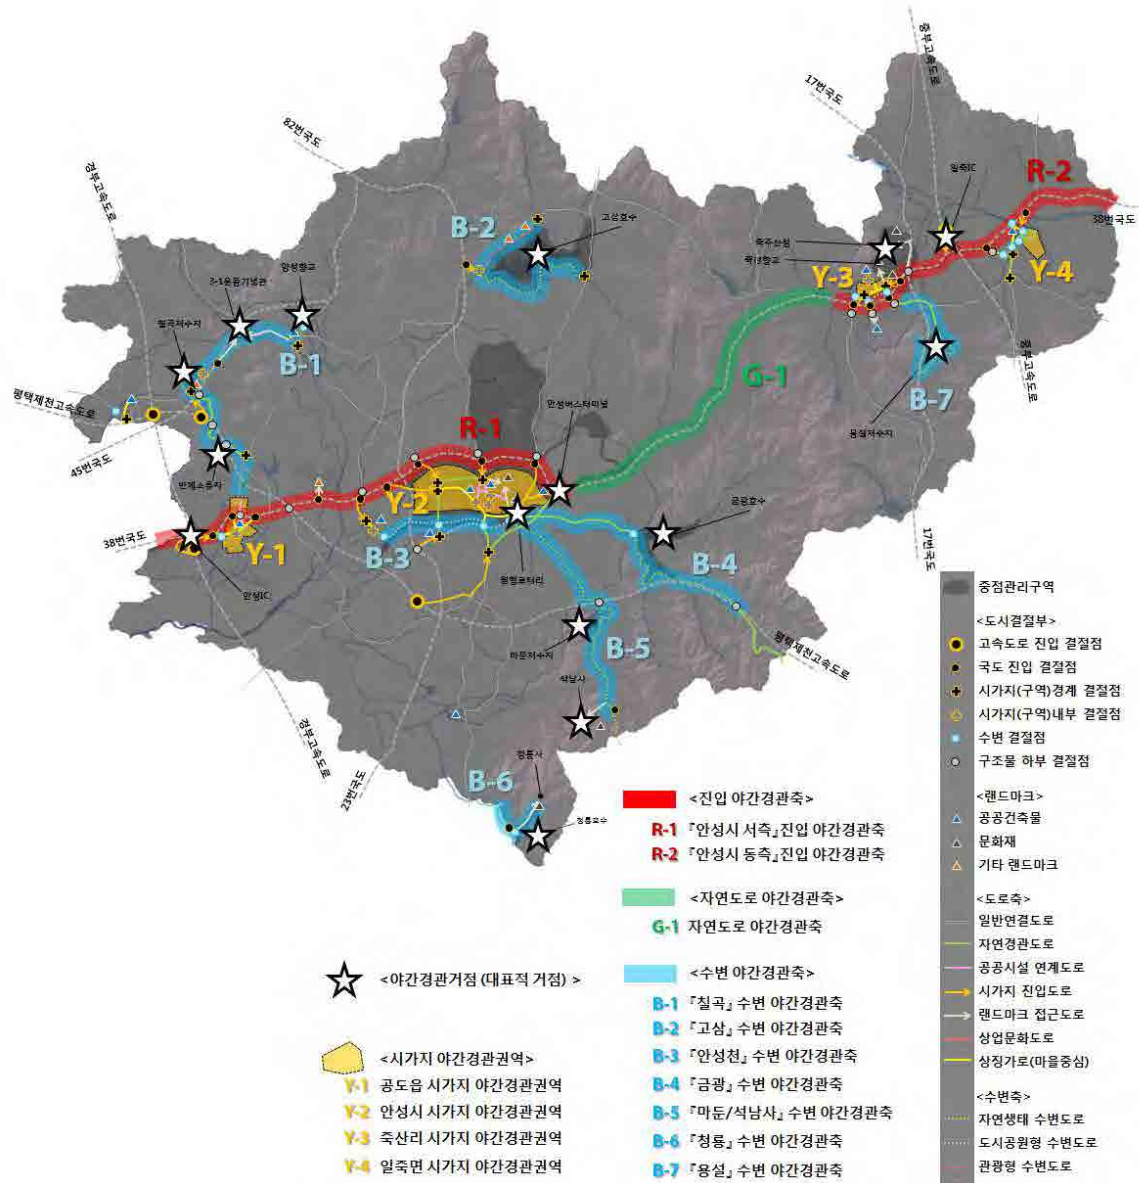 중부고속도로
17번국도
82번국도
경부고속도로
일죽IC
R-2
38번국도
B-2
고삼호수
죽주산성
죽산향교
Y-3
Y-4
양성향교
3·1운동기념관
칠곡저수지
B-1
G-1
B-7
중부고속도로
용설저수지
평택제천고속도로
45번국도
안성버스터미널
R-1
반제소류지
Y-2
금광호수
38번국도
Y-1
B-3
원형로터리
B-4
17번국도
안성IC
마둔저수지
B-5
평택제천고속도로
석남사
경부고속도로
23번국도
B-6
청룡사
청룡호수
중점관리구역
<도시결절부>
고속도로 진입 결절점
국도 진입 결절점
시가지(구역)경계 결절점
시가지(구역)내부 결절점
수변 결절점
구조물 하부 결절점
<랜드마크>
공공건축물
문화재
기타 랜드마크
<도로축>
일반연결도로
자연경관도로
공공시설 연계도로
시가지 진입도로
랜드마크 접근도로
상업문화도로
상징가로(마을중심)
<수변축>
자연생태 수변도로
도시공원형 수변도로
관광형 수변도로
<진입 야간경관축>
R-1 『안성시 서측』진입 야간경관축
R-2 『안성시 동측』진입 야간경관축
<자연도로 야간경관축>
G-1 자연도로 야간경관축
<수변 야간경관축>
B-1 『칠곡』 수변 야간경관축
B-2 『고삼』 수변 야간경관축
B-3 『안성천』 수변 야간경관축
B-4 『금광』 수변 야간경관축
B-5 『마둔/석남사』 수변 야간경관축
B-6 『청룡』 수변 야간경관축
B-7 『용설』 수변 야간경관축
<야간경관거점 (대표적 거점) >
<시가지 야간경관권역>
Y-1 공도읍 시가지 야간경관권역
Y-2 안성시 시가지 야간경관권역
Y-3 죽산리 시가지 야간경관권역
Y-4 일죽면 시가지 야간경관권역